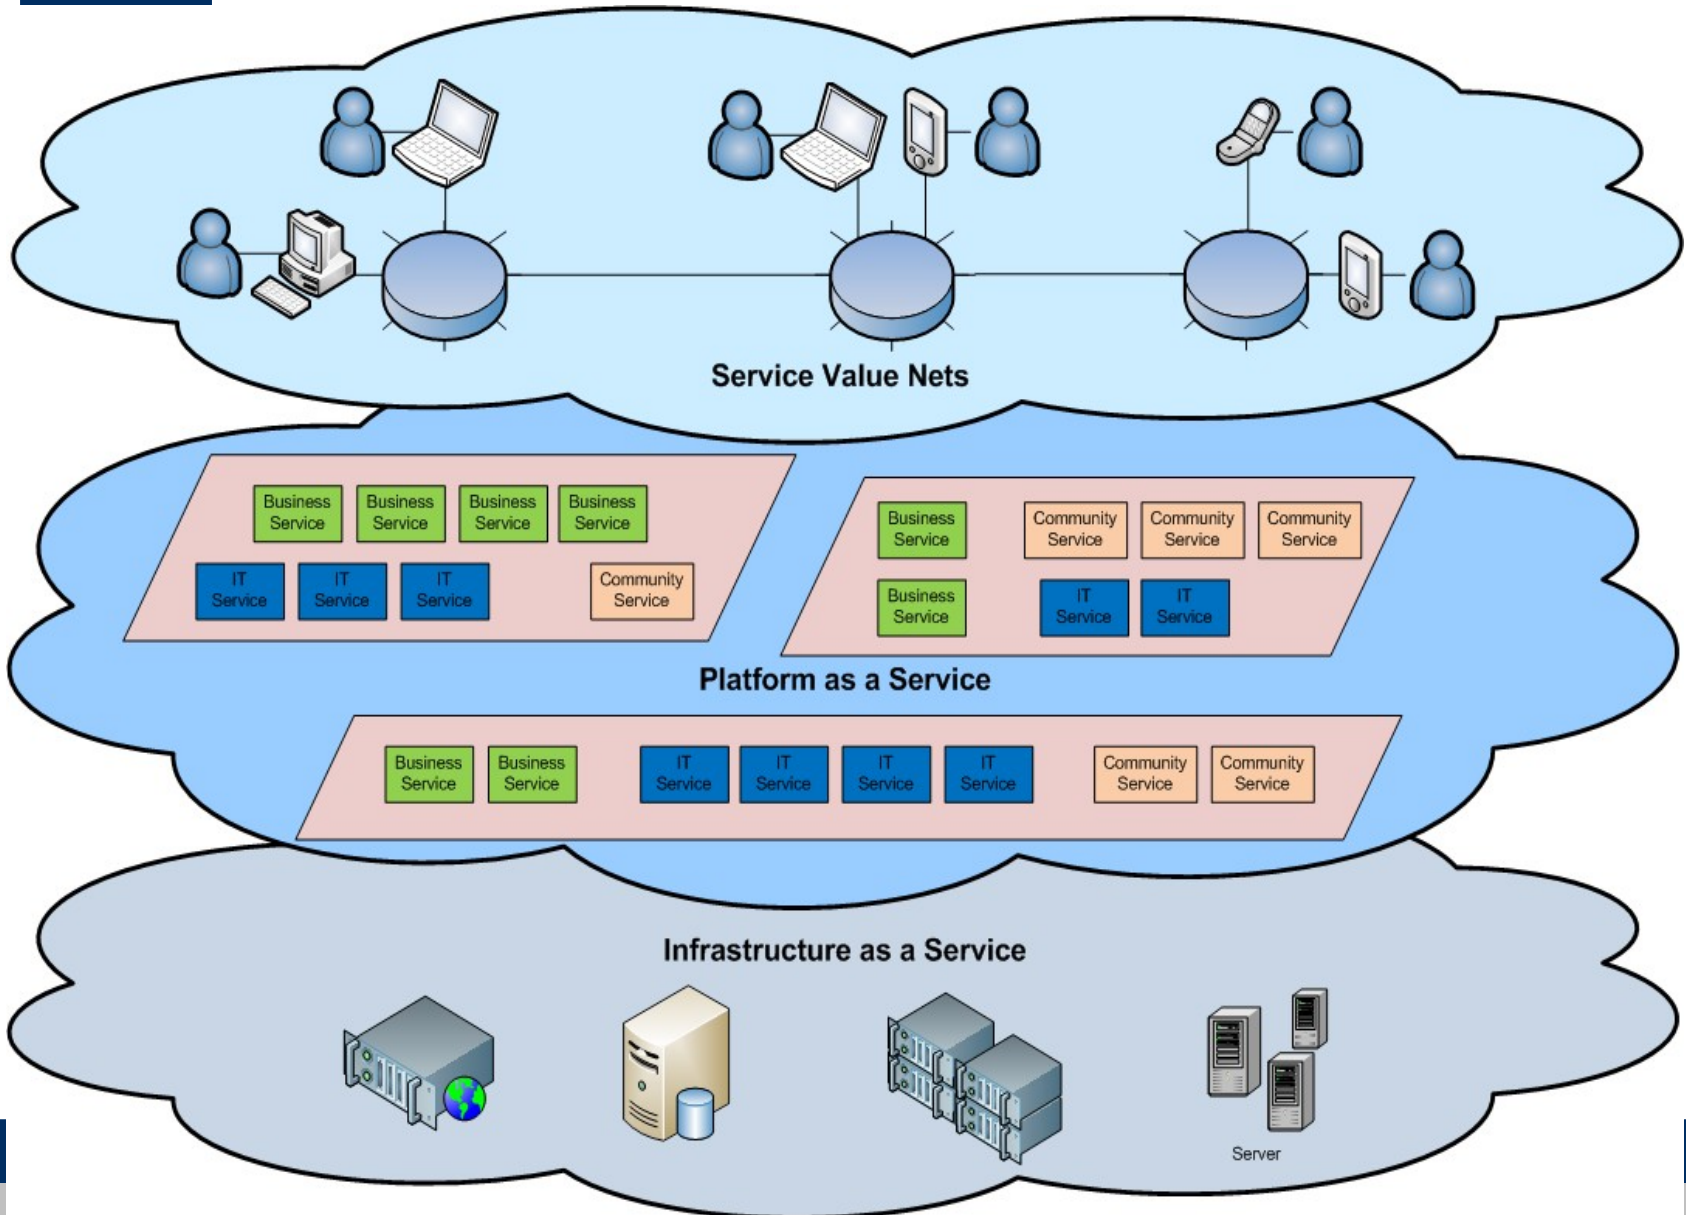 Service Value Nets
Business
Service
Business
Service
Business
Service
Business
Service
IT
Service
IT
Service
IT
Service
Community
Service
Business
Service
Community
Service
Community
Service
Community
Service
Business
Service
IT
Service
IT
Service
Platform as a Service
Business
Service
Business
Service
IT
Service
IT
Service
IT
Service
IT
Service
Community
Service
Community
Service
Infrastructure as a Service
Server